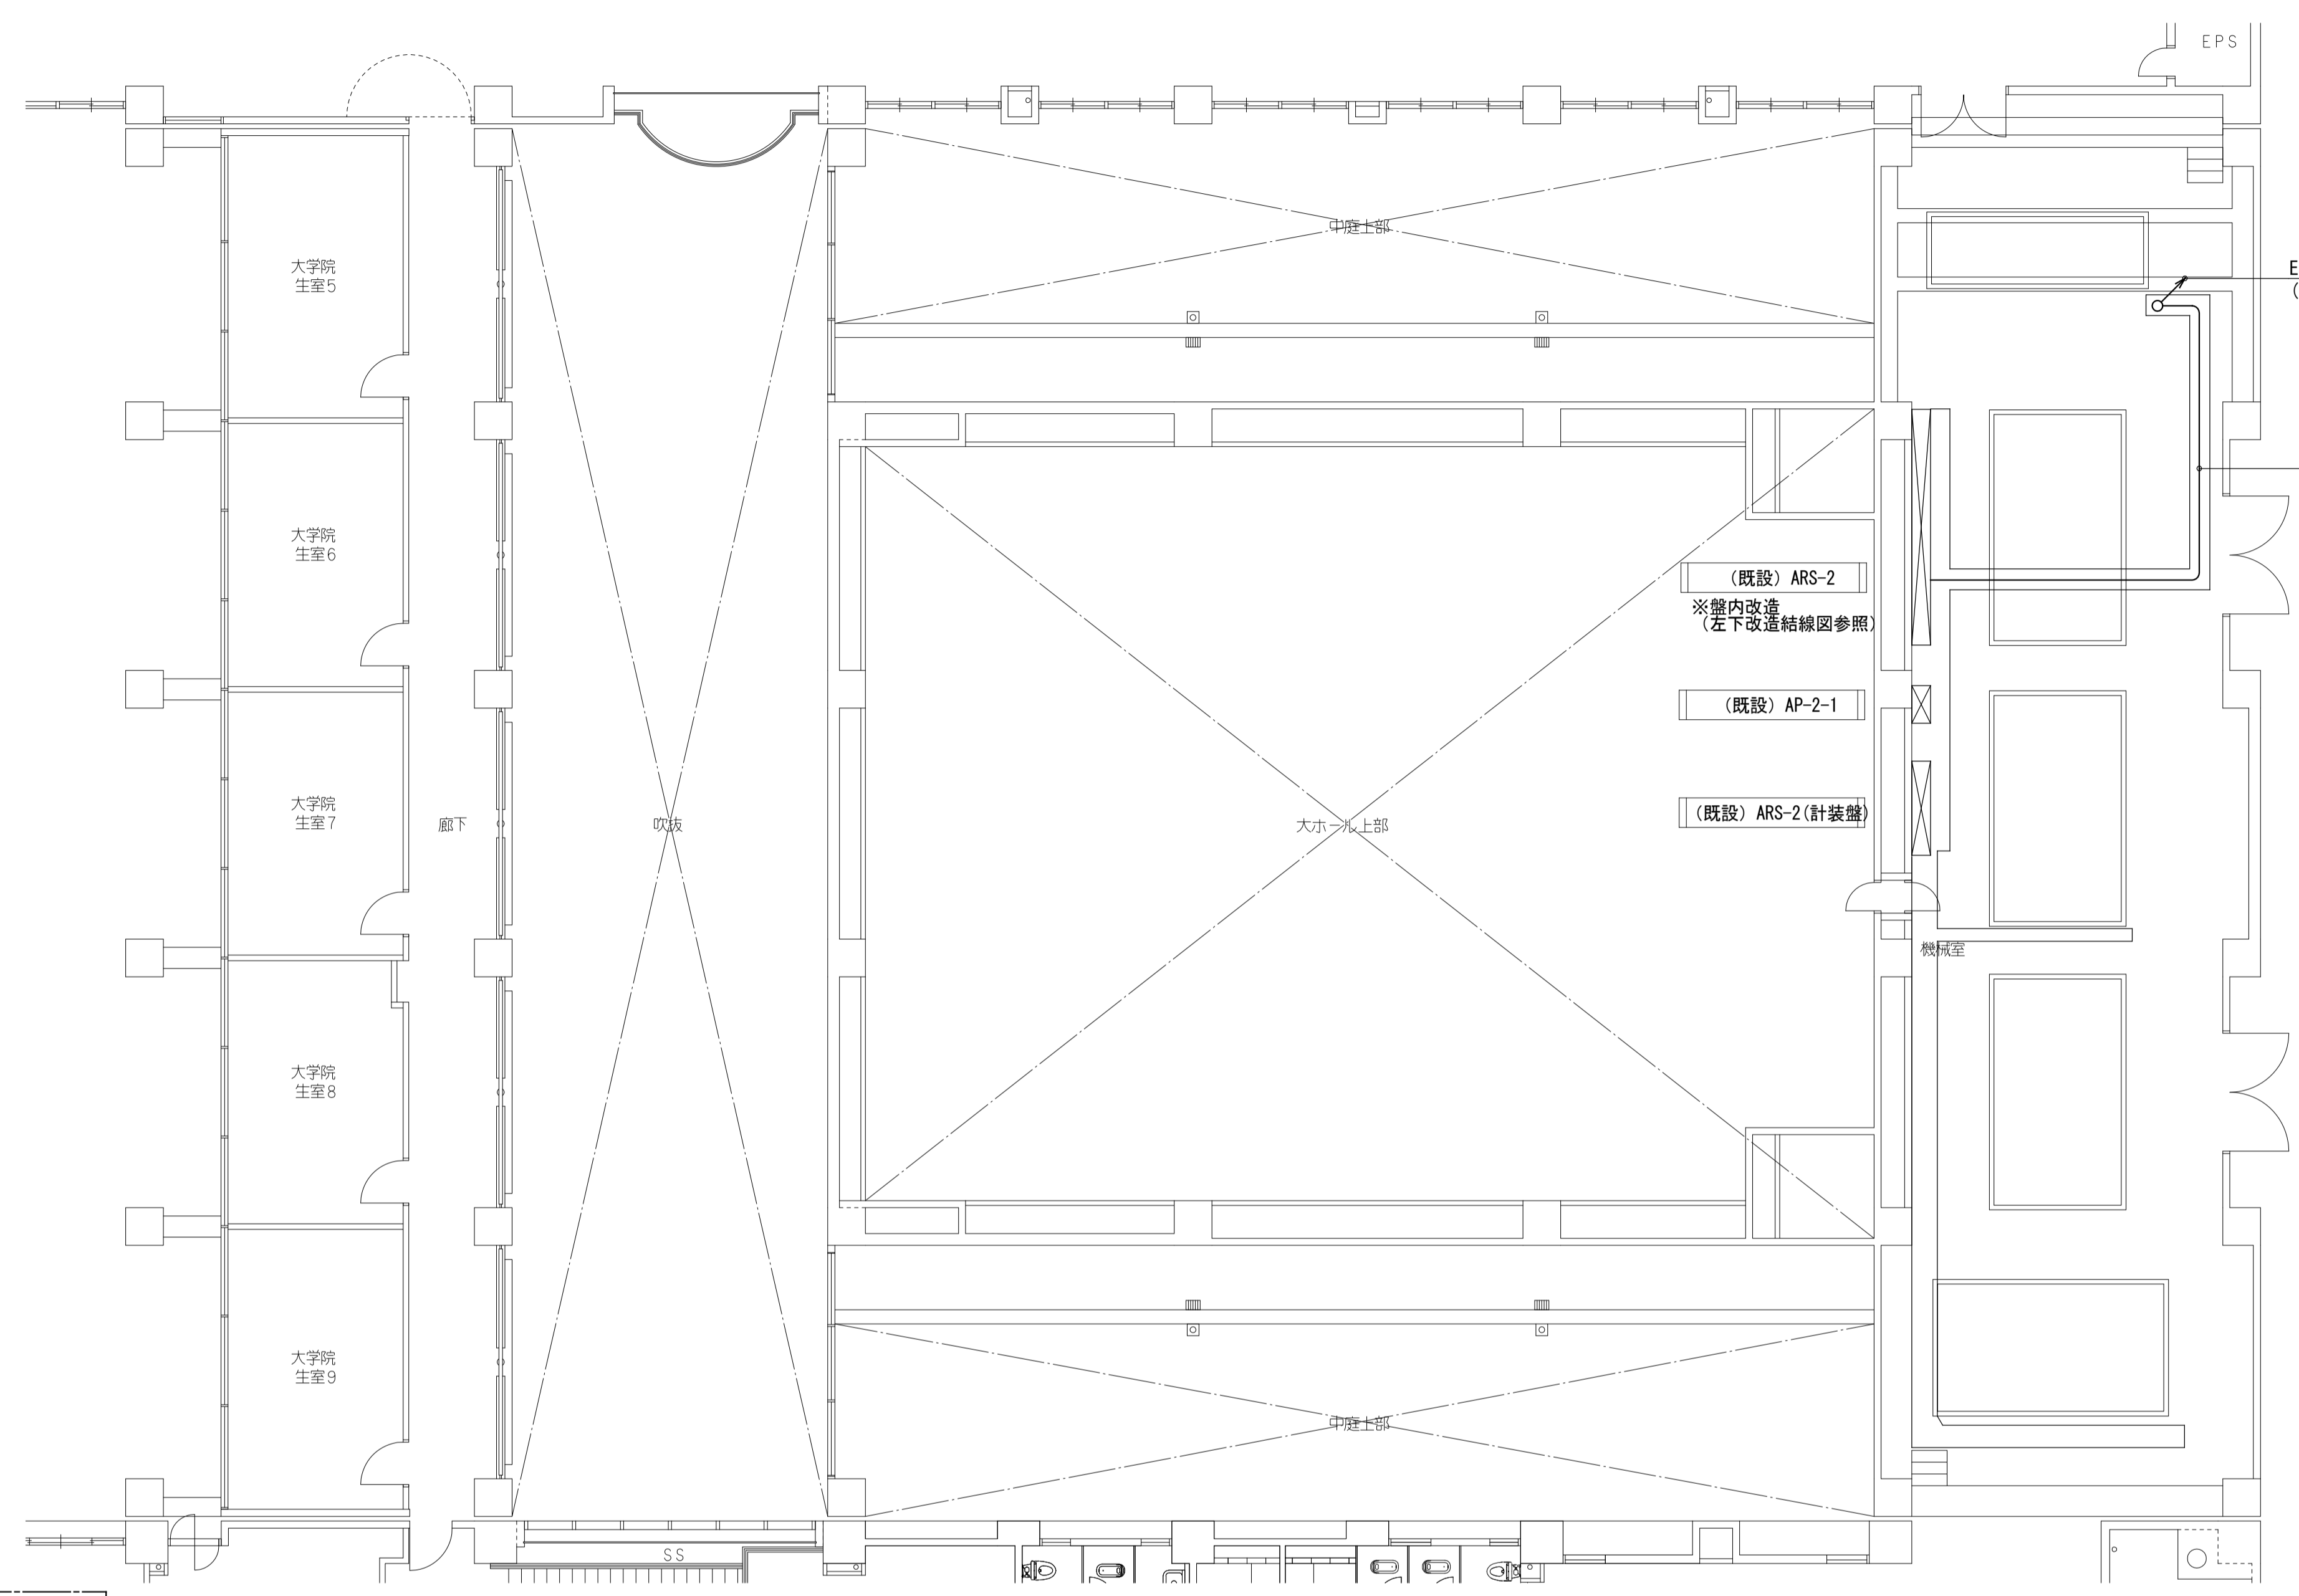 EPS
中庭上部
大学院
生室5
E
(
大学院
生室6
(既設) ARS-2
※盤内改造
(左下改造結線図参照)
(既設) AP-2-1
大学院
生室7
廊下
吹抜
大ホール上部
(既設) ARS-2(計装盤)
機械室
大学院
生室8
大学院
生室9
中庭上部
SS